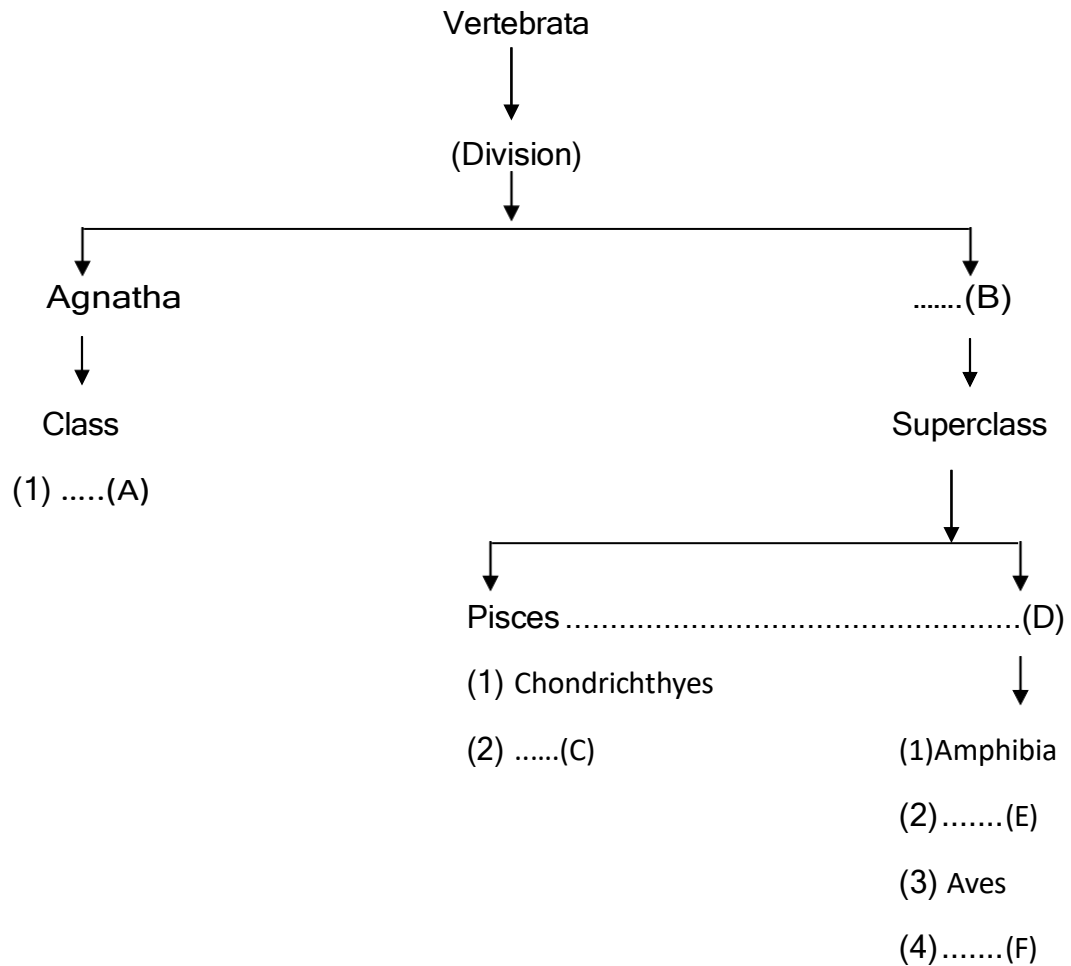 Vertebrata
(Division)
Agnatha .......(B)
Class Superclass
(1) .....(A)
Pisces..................................................(D)
(1) Chondrichthyes
(2) ......(C) (1)Amphibia
(2).......(E)
(3) Aves
(4).......(F)